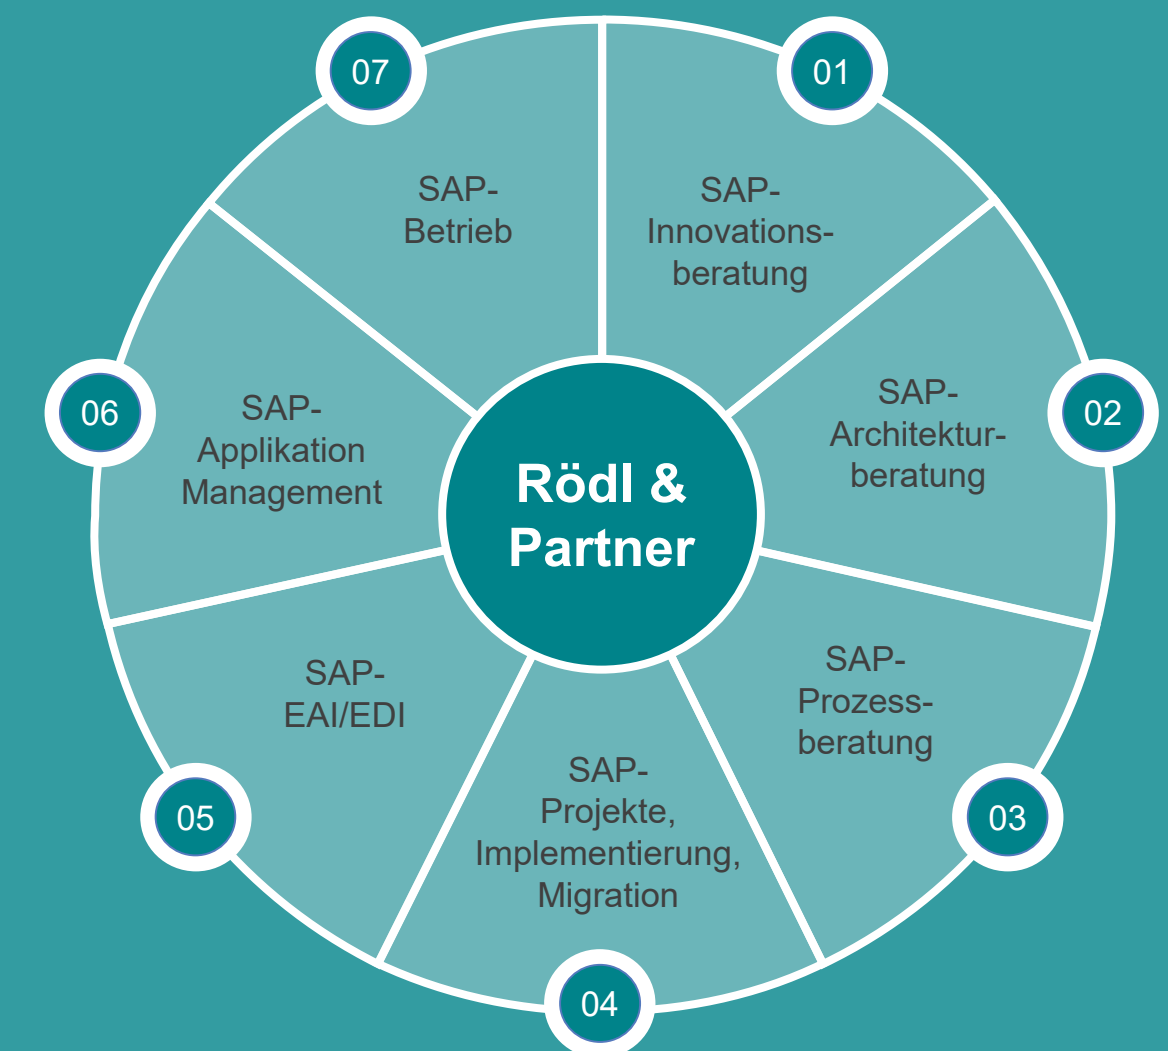 01
SAP-
Innovations-
beratung
02
SAP-
Architektur-
beratung
03
SAP-
Prozess-
beratung
04
SAP-
Projekte,
Implementierung,
Migration
05
SAP-
EAI/EDI
06
SAP-
Applikation
Management
07
SAP-
Betrieb
Rödl &
Partner